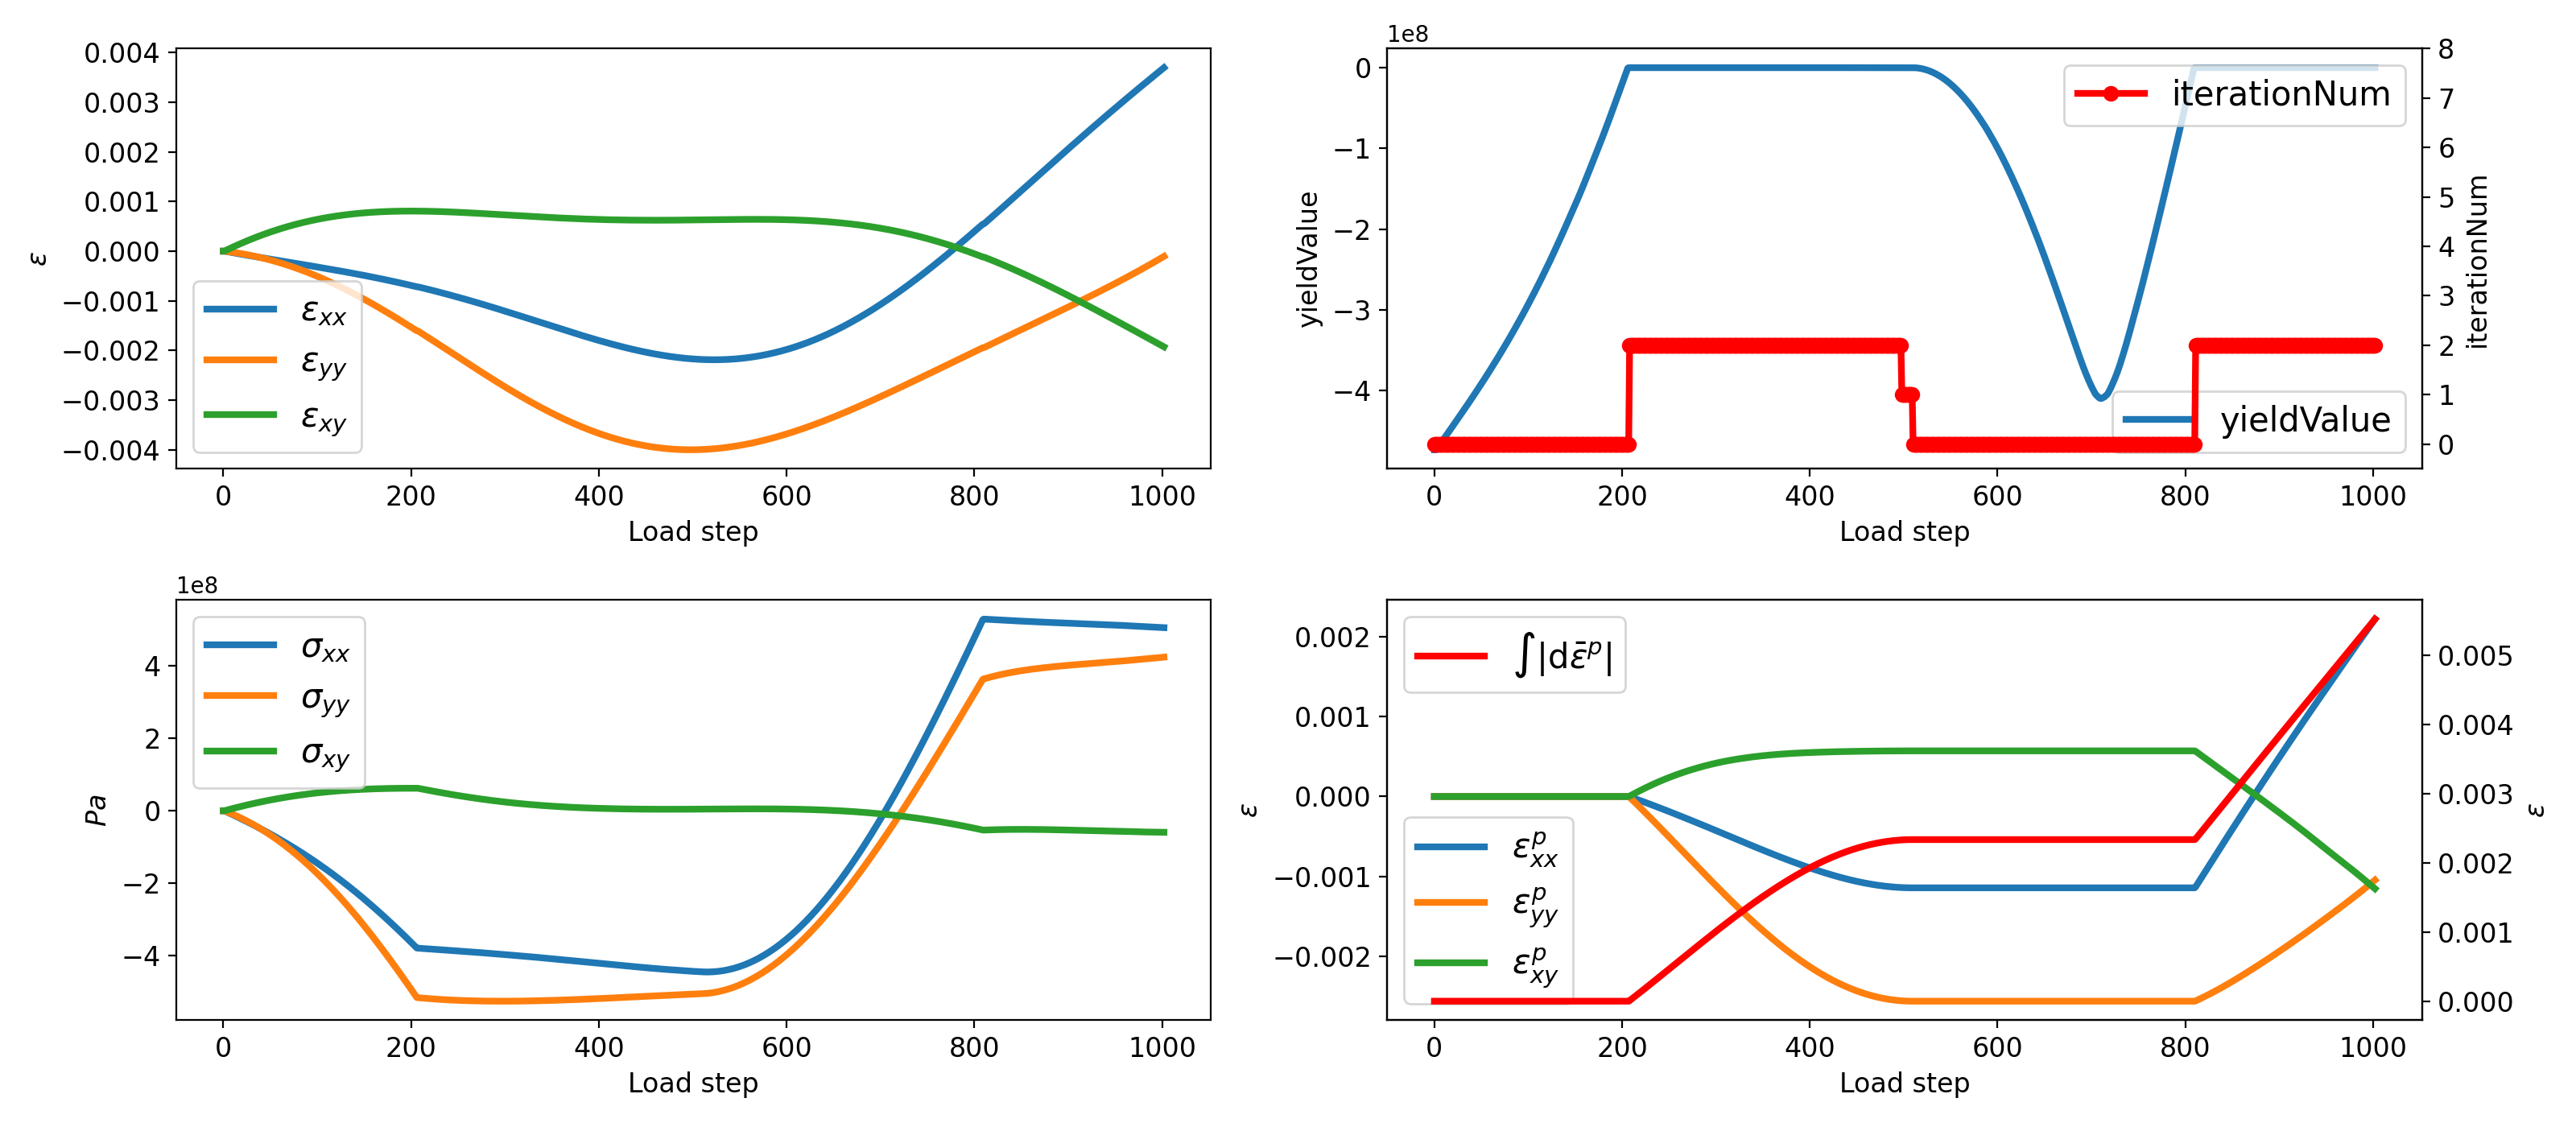 0.004
0.003
0.002
0.001
0.000
−0.001
−0.002
−0.003
−0.004
ε
ε_xx
ε_yy
ε_xy
0 200 400 600 800 1000
Load step
1e8
0
−1
−2
−3
−4
yieldValue
iterationNum
yieldValue
8
7
6
5
4
3
2
1
0
iterationNum
0 200 400 600 800 1000
Load step
1e8
4
2
0
−2
−4
Pa
σ_xx
σ_yy
σ_xy
0 200 400 600 800 1000
Load step
0.002
0.001
0.000
−0.001
−0.002
ε
∫|dε̄^p|
ε^p_xx
ε^p_yy
ε^p_xy
0.005
0.004
0.003
0.002
0.001
0.000
ε
0 200 400 600 800 1000
Load step